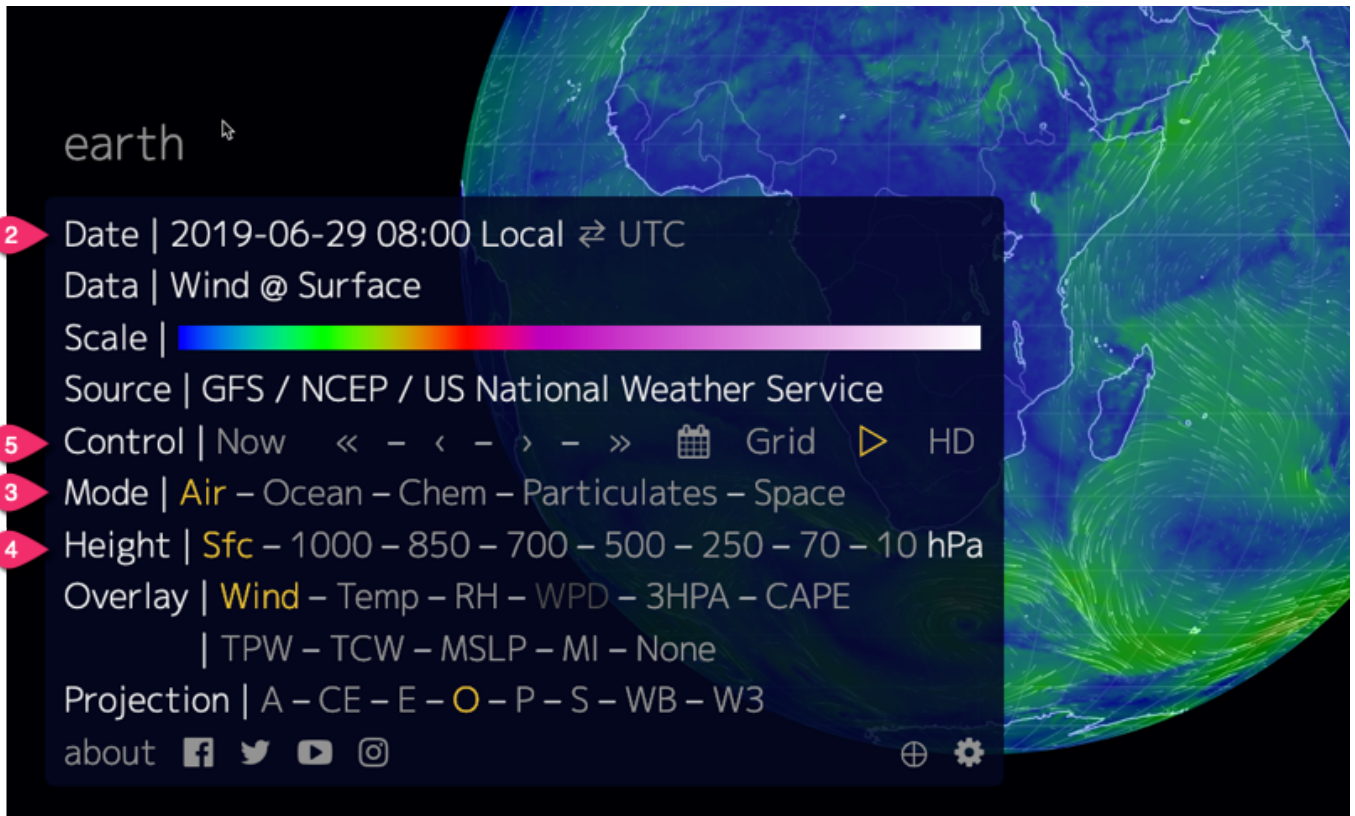 earth
2 Date | 2019-06-29 08:00 Local ⇄ UTC
Data | Wind @ Surface
Scale |
Source | GFS / NCEP / US National Weather Service
5 Control | Now « – ‹ – › – » Grid HD
3 Mode | Air – Ocean – Chem – Particulates – Space
4 Height | Sfc – 1000 – 850 – 700 – 500 – 250 – 70 – 10 hPa
Overlay | Wind – Temp – RH – WPD – 3HPA – CAPE
| TPW – TCW – MSLP – MI – None
Projection | A – CE – E – O – P – S – WB – W3
about